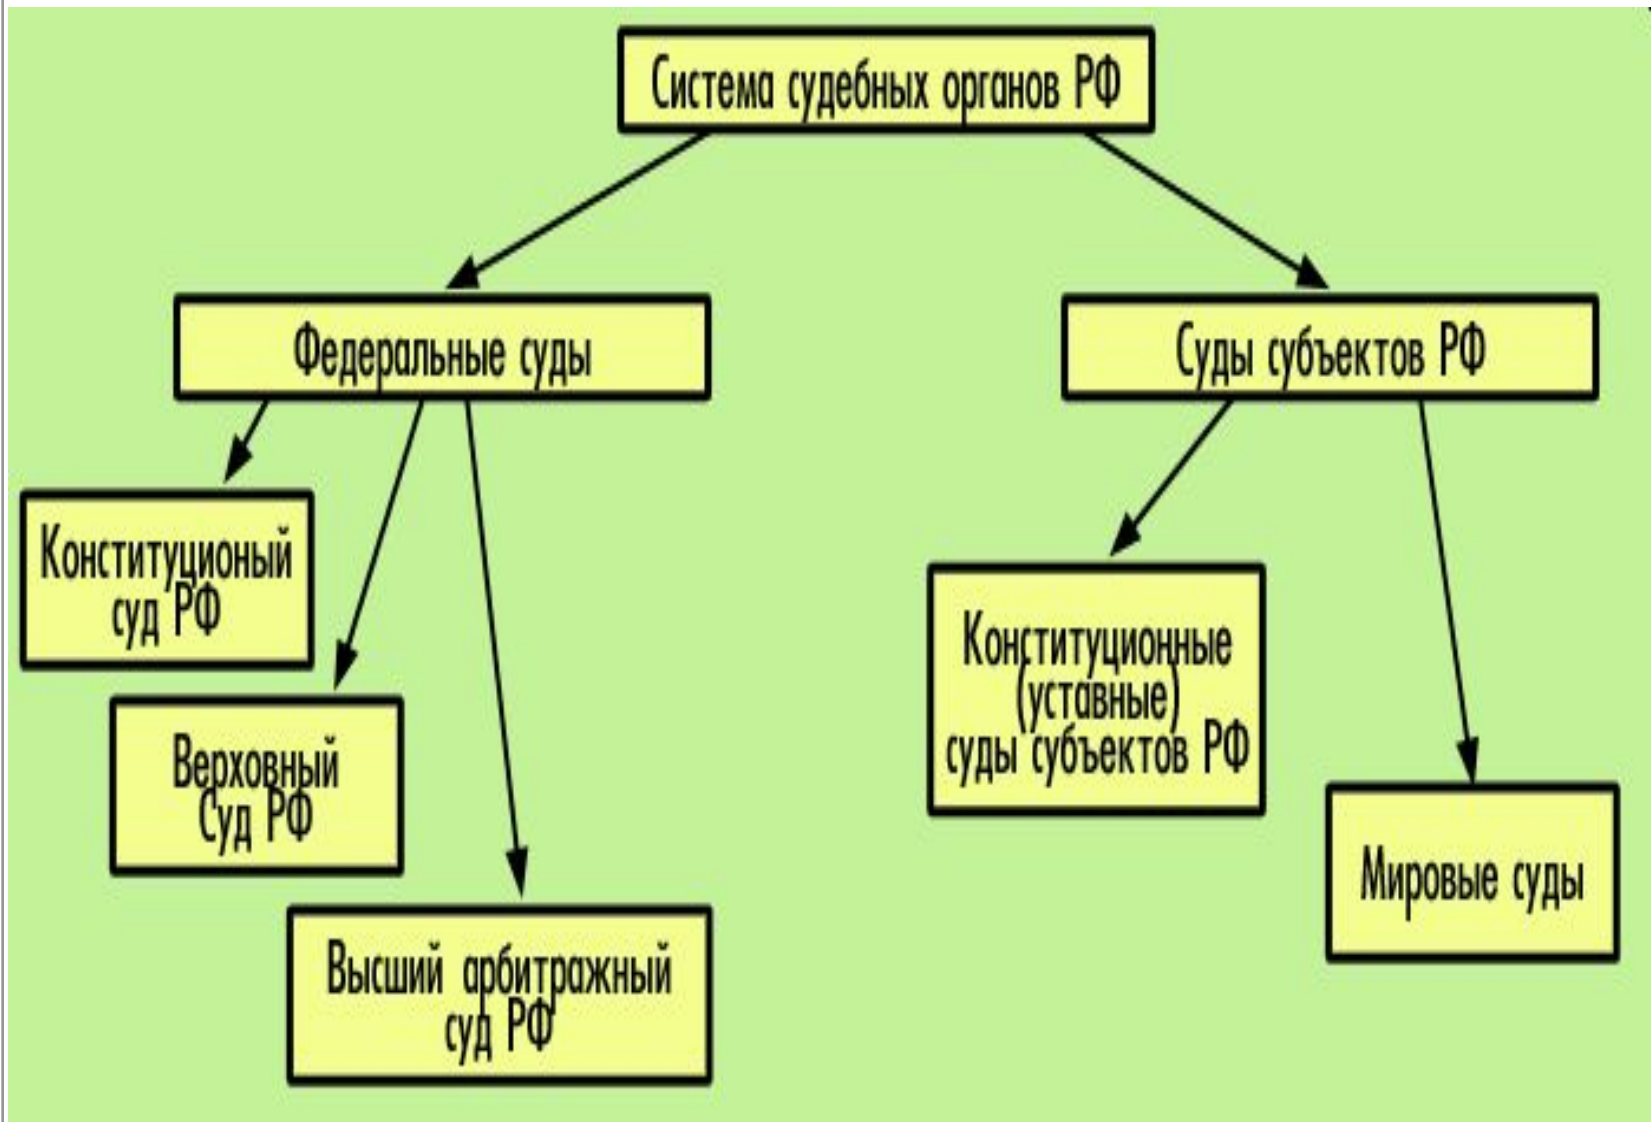 Система судебных органов РФ
Федеральные суды
Суды субъектов РФ
Конституционый
суд РФ
Верховный
Суд РФ
Высший арбитражный
суд РФ
Конституционные
(уставные)
суды субъектов РФ
Мировые суды